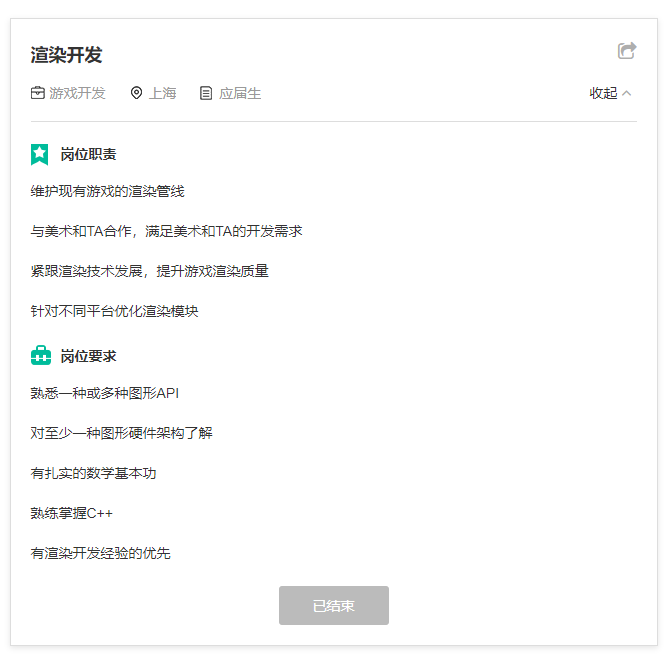 渲染开发
游戏开发 上海 应届生 收起
岗位职责
维护现有游戏的渲染管线
与美术和TA合作，满足美术和TA的开发需求
紧跟渲染技术发展，提升游戏渲染质量
针对不同平台优化渲染模块
岗位要求
熟悉一种或多种图形API
对至少一种图形硬件架构了解
有扎实的数学基本功
熟练掌握C++
有渲染开发经验的优先
已结束